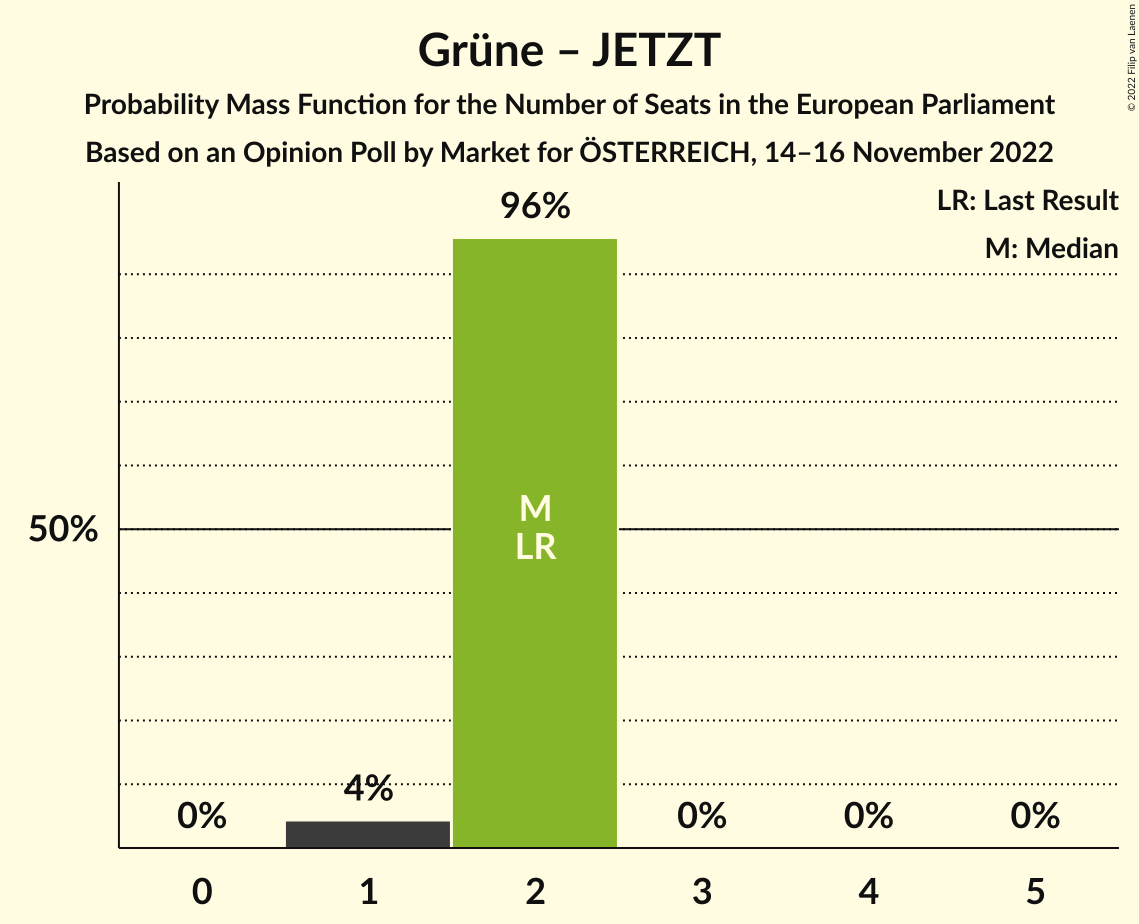 Grüne – JETZT
Probability Mass Function for the Number of Seats in the European Parliament
Based on an Opinion Poll by Market for ÖSTERREICH, 14–16 November 2022
© 2022 Filip van Laenen
LR: Last Result
M: Median
96%
50%
M
LR
4%
0%
0%
0%
0%
0
1
2
3
4
5